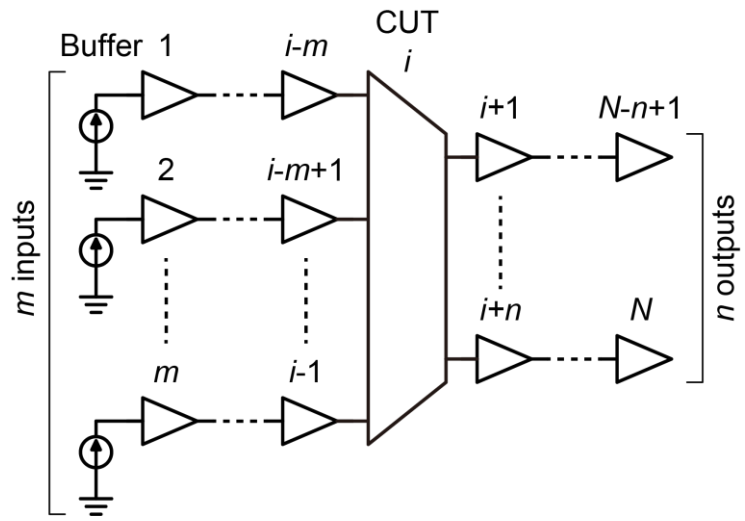 CUT
Buffer 1
i-m
i
i+1
N-n+1
2
i-m+1
m inputs
n outputs
i+n
N
m
i-1